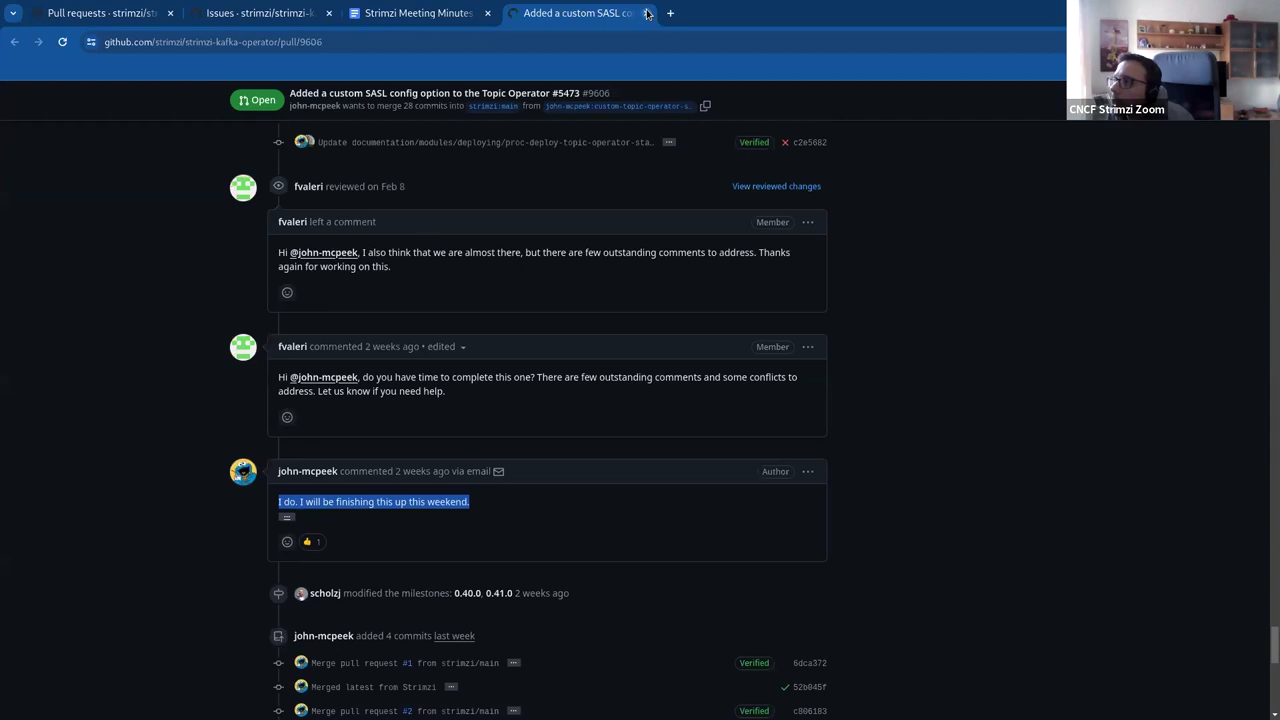 Pull requests · strimzi/str
Issues · strimzi/strimzi-k
Strimzi Meeting Minutes
Added a custom SASL co
github.com/strimzi/strimzi-kafka-operator/pull/9606
CNCF Strimzi Zoom
Open
Added a custom SASL config option to the Topic Operator #5473 #9606
john-mcpeek wants to merge 28 commits into strimzi:main from john-mcpeek:custom-topic-operator-s…
Update documentation/modules/deploying/proc-deploy-topic-operator-sta… … Verified c2e5682
fvaleri reviewed on Feb 8
View reviewed changes
fvaleri left a comment
Member
Hi @john-mcpeek, I also think that we are almost there, but there are few outstanding comments to address. Thanks
again for working on this.
fvaleri commented 2 weeks ago • edited
Member
Hi @john-mcpeek, do you have time to complete this one? There are few outstanding comments and some conflicts to
address. Let us know if you need help.
john-mcpeek commented 2 weeks ago via email
Author
I do. I will be finishing this up this weekend.
…
👍 1
scholzj modified the milestones: 0.40.0, 0.41.0 2 weeks ago
john-mcpeek added 4 commits last week
Merge pull request #1 from strimzi/main … Verified 6dca372
Merged latest from Strimzi … 52b045f
Merge pull request #2 from strimzi/main … Verified c806183